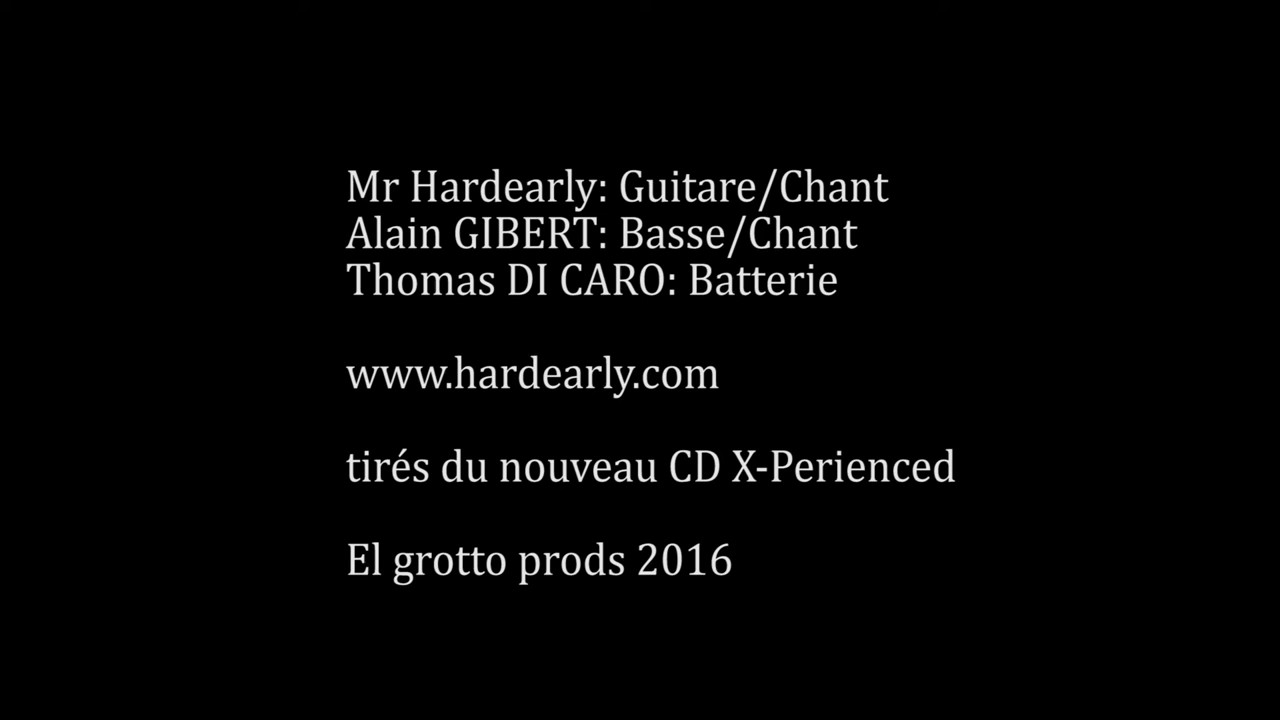 Mr Hardearly: Guitare/Chant
Alain GIBERT: Basse/Chant
Thomas DI CARO: Batterie
www.hardearly.com
tirés du nouveau CD X-Perienced
El grotto prods 2016